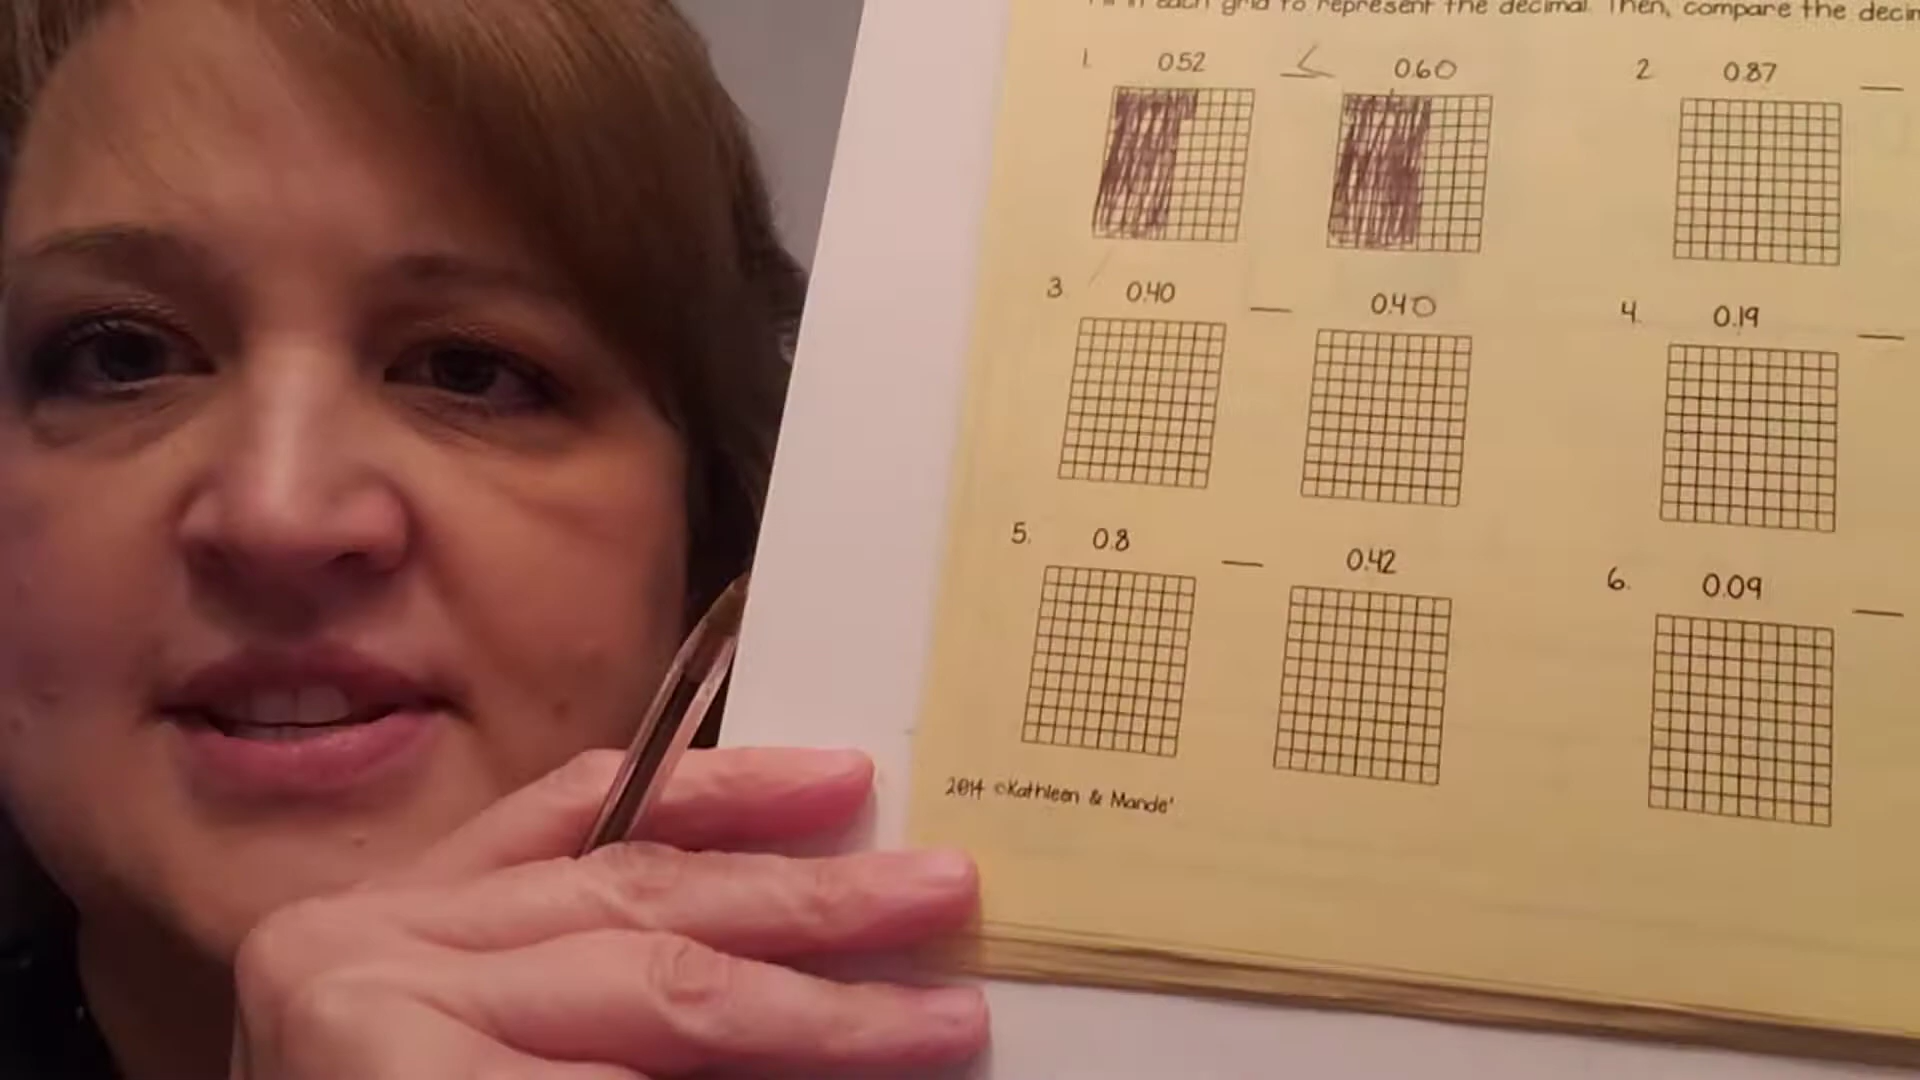 each grid to represent the decimal. Then, compare the
1. 0.52 < 0.60 2. 0.87
3. 0.40 0.40 4. 0.19
5. 0.8 0.42 6. 0.09
2014 ©Kathleen & Mande'